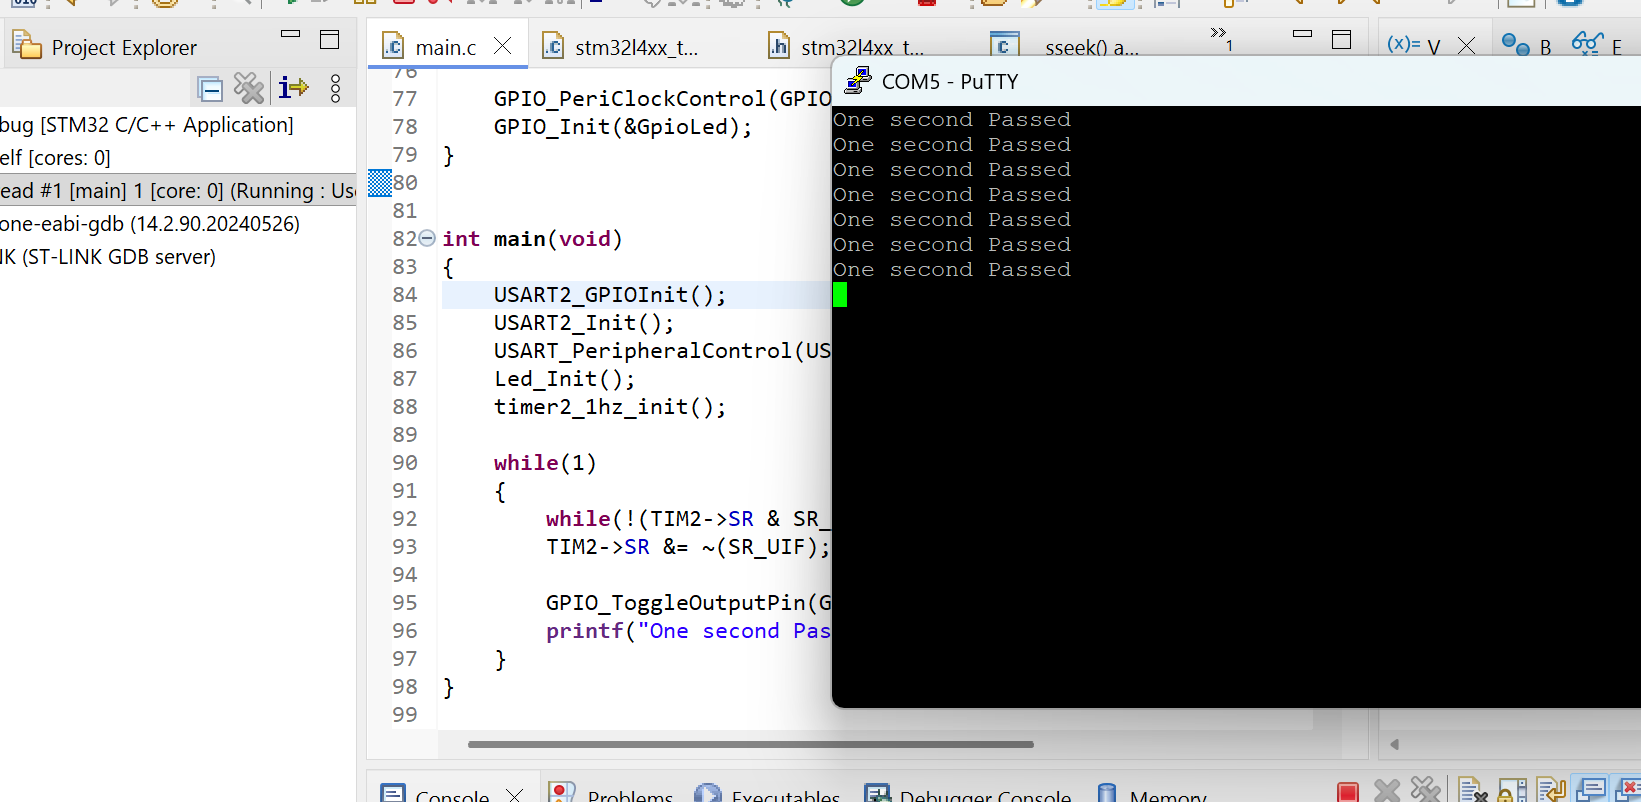 010
Project Explorer
bug [STM32 C/C++ Application]
elf [cores: 0]
ead #1 [main] 1 [core: 0] (Running : Use
one-eabi-gdb (14.2.90.20240526)
IK (ST-LINK GDB server)
main.c
stm32l4xx_t...
stm32l4xx_t...
sseek() a...
1
(x)= V
B
E
76
77 GPIO_PeriClockControl(GPIO
78 GPIO_Init(&GpioLed);
79 }
80
81
82 int main(void)
83 {
84 USART2_GPIOInit();
85 USART2_Init();
86 USART_PeripheralControl(US
87 Led_Init();
88 timer2_1hz_init();
89
90 while(1)
91 {
92 while(!(TIM2->SR & SR_
93 TIM2->SR &= ~(SR_UIF);
94
95 GPIO_ToggleOutputPin(G
96 printf("One second Pas
97 }
98 }
99
COM5 - PuTTY
One second Passed
One second Passed
One second Passed
One second Passed
One second Passed
One second Passed
One second Passed
Console
Problems
Executables
Debugger Console
Memory